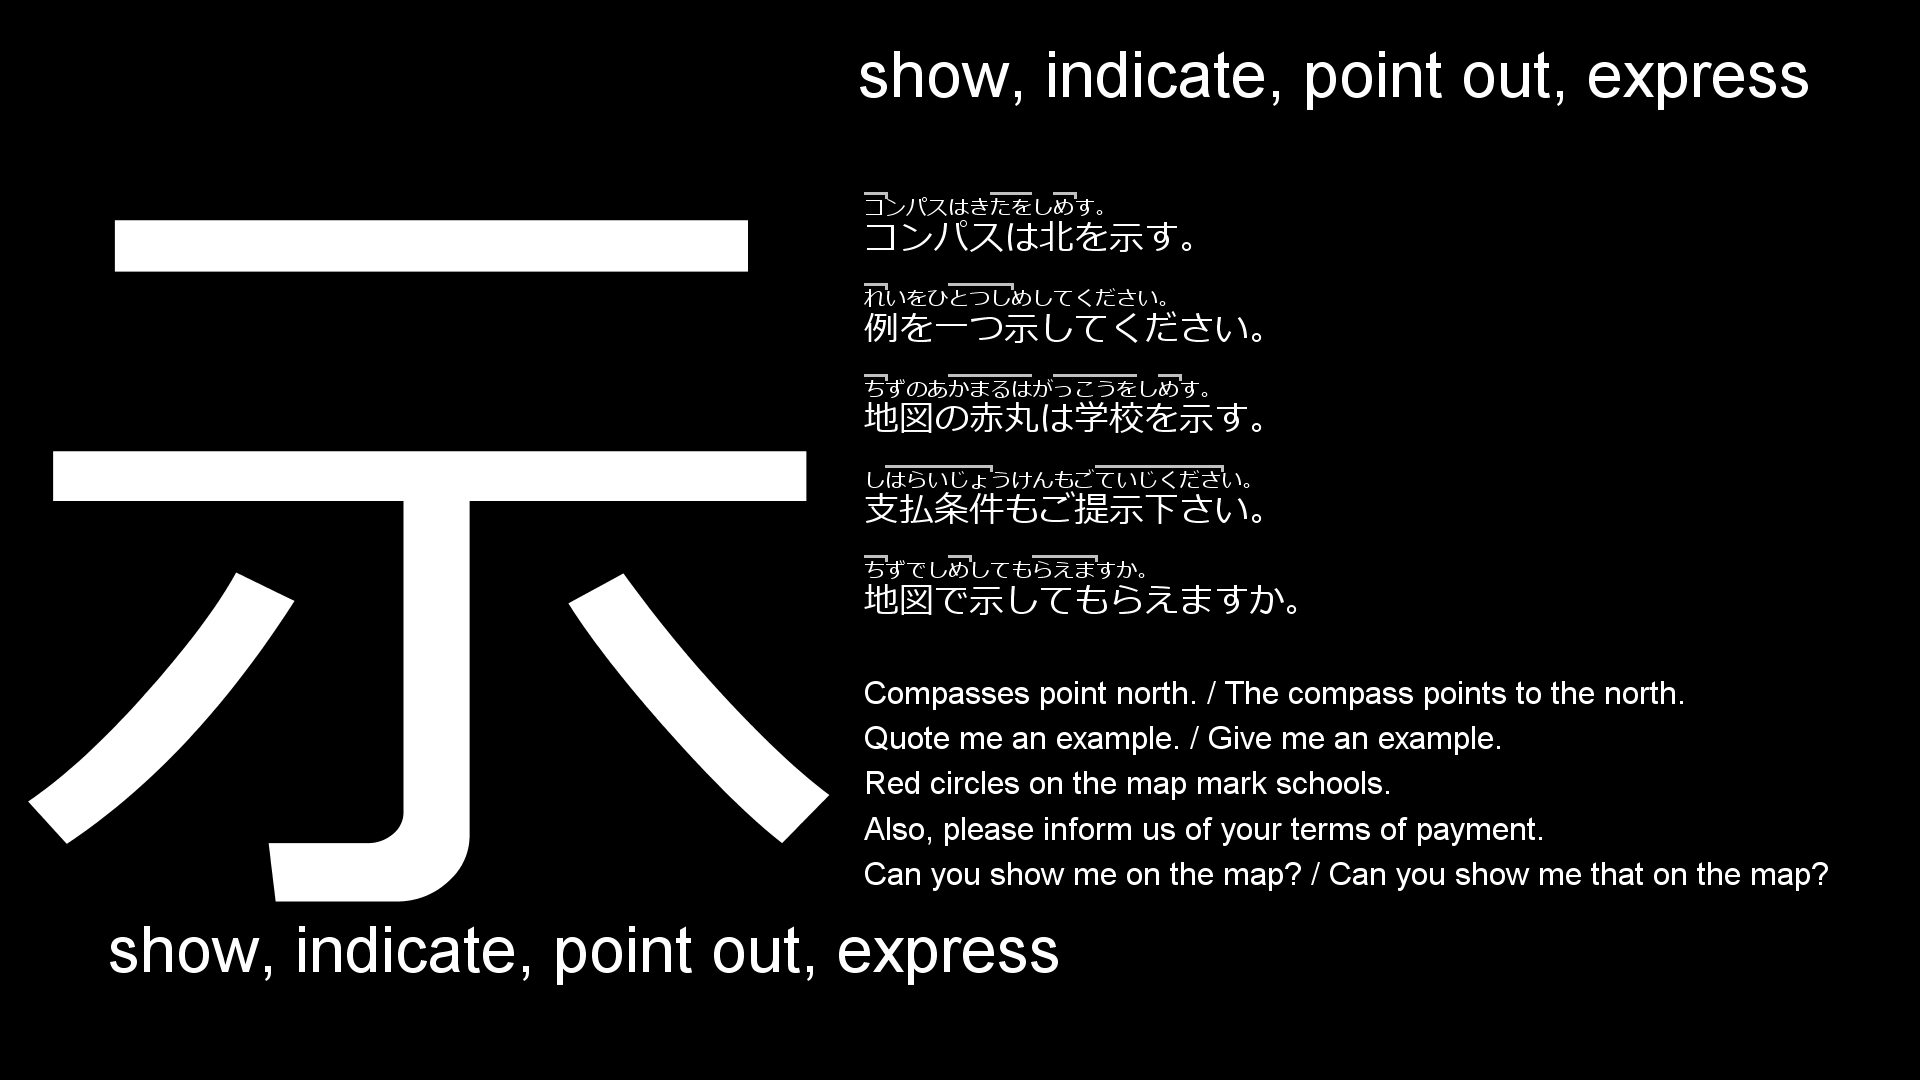 show, indicate, point out, express
示
コンパスはきたをしめす。
コンパスは北を示す。
れいをひとつしめしてください。
例を一つ示してください。
ちずのあかまるはがっこうをしめす。
地図の赤丸は学校を示す。
しはらいじょうけんもごていじください。
支払条件もご提示下さい。
ちずでしめしてもらえますか。
地図で示してもらえますか。
Compasses point north. / The compass points to the north.
Quote me an example. / Give me an example.
Red circles on the map mark schools.
Also, please inform us of your terms of payment.
Can you show me on the map? / Can you show me that on the map?
show, indicate, point out, express